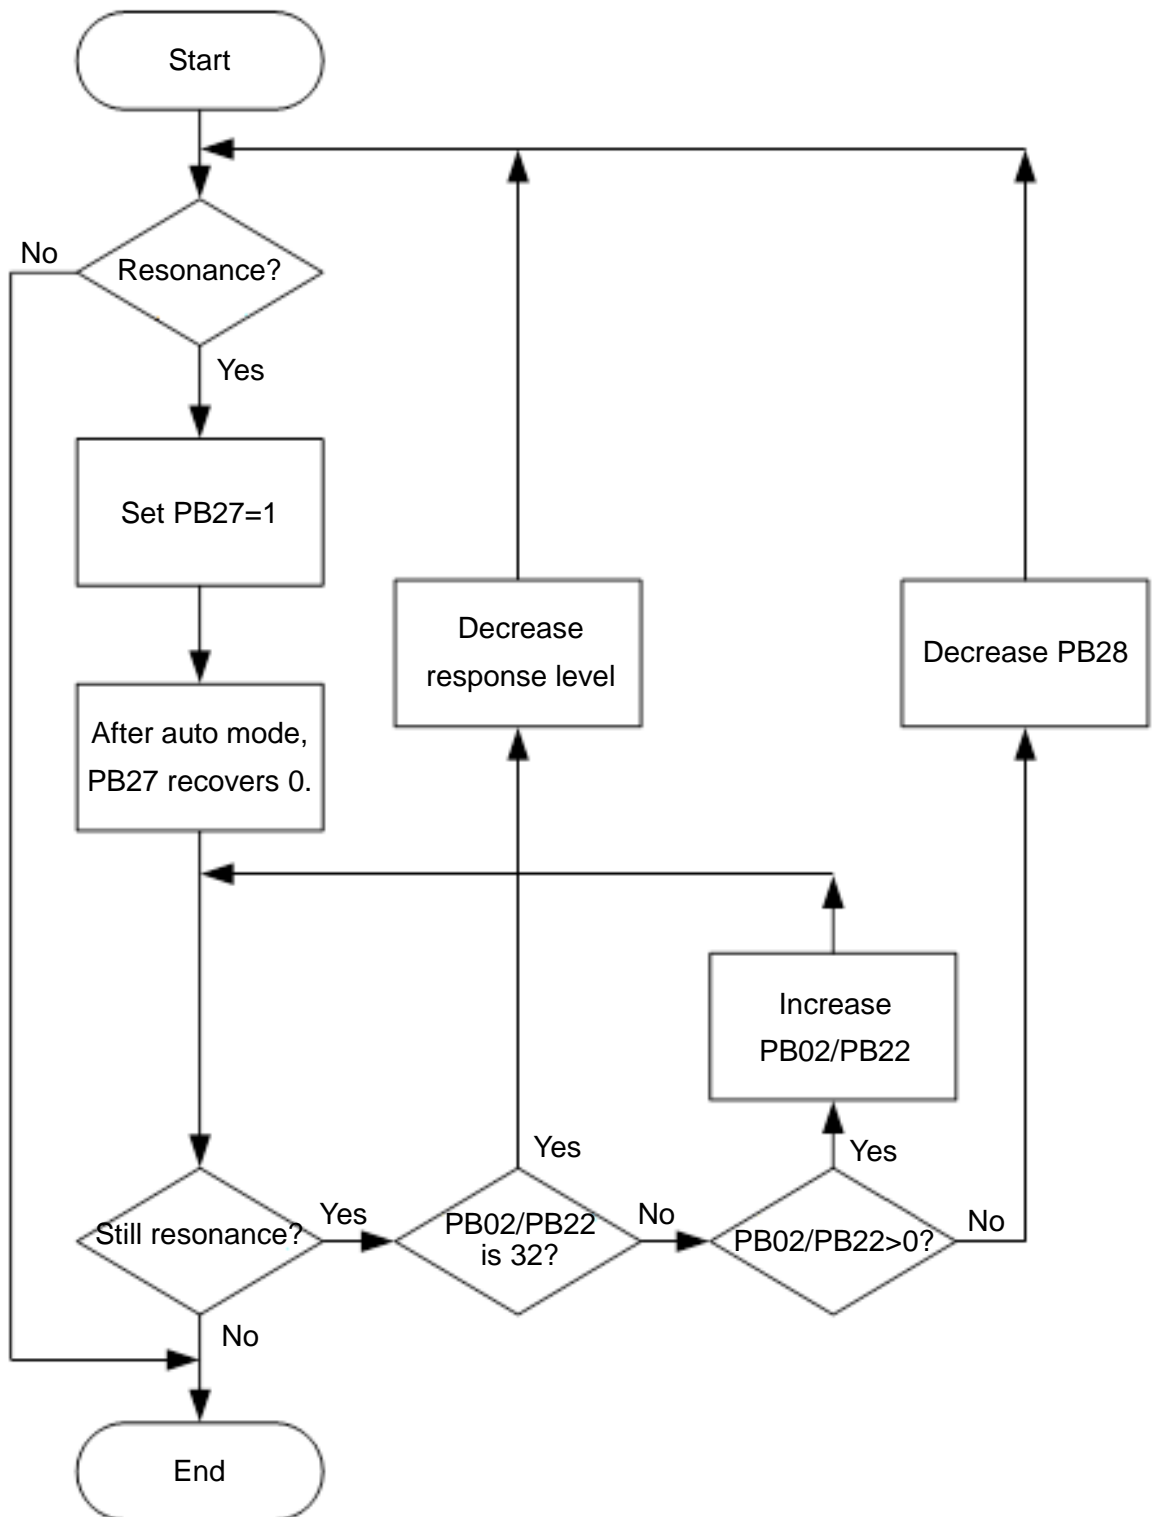 Start
No
Resonance?
Yes
Set PB27=1
Decrease
response level
Decrease PB28
After auto mode,
PB27 recovers 0.
Increase
PB02/PB22
Yes
Yes
Still resonance?
Yes
PB02/PB22
is 32?
No
PB02/PB22>0?
No
No
End